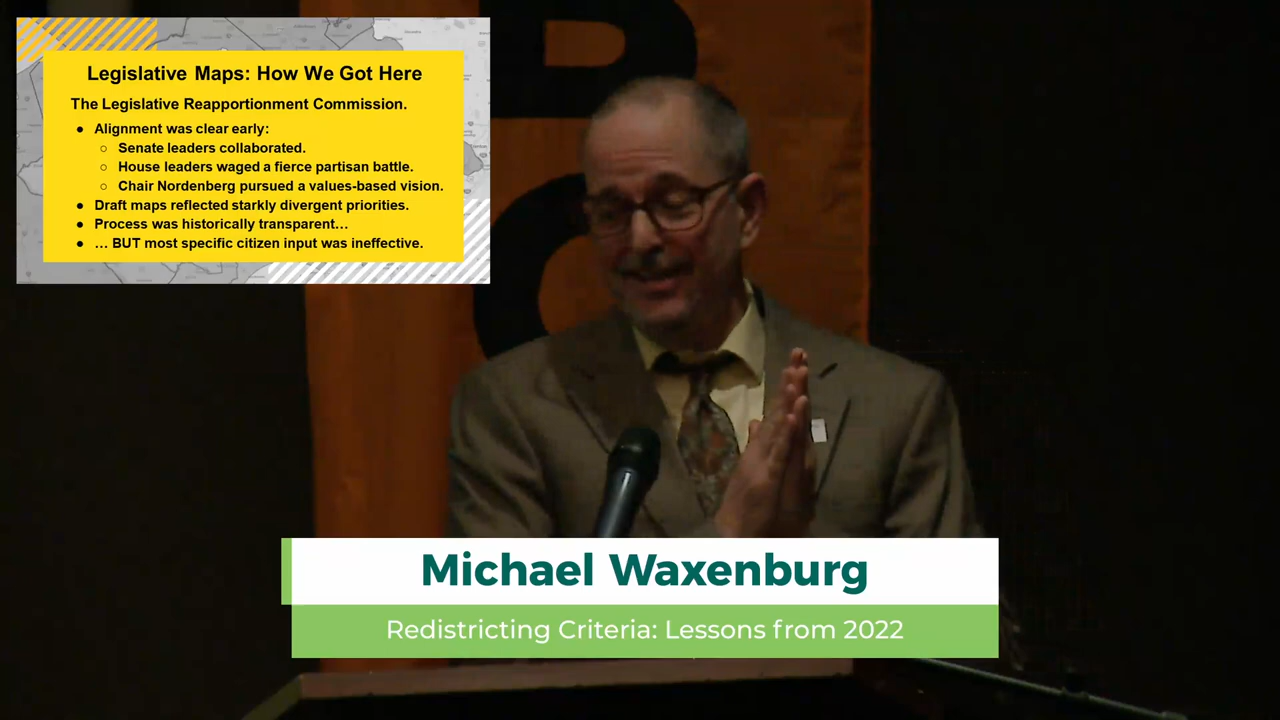 Legislative Maps: How We Got Here
The Legislative Reapportionment Commission.
● Alignment was clear early:
○ Senate leaders collaborated.
○ House leaders waged a fierce partisan battle.
○ Chair Nordenberg pursued a values-based vision.
● Draft maps reflected starkly divergent priorities.
● Process was historically transparent…
● … BUT most specific citizen input was ineffective.
Michael Waxenburg
Redistricting Criteria: Lessons from 2022